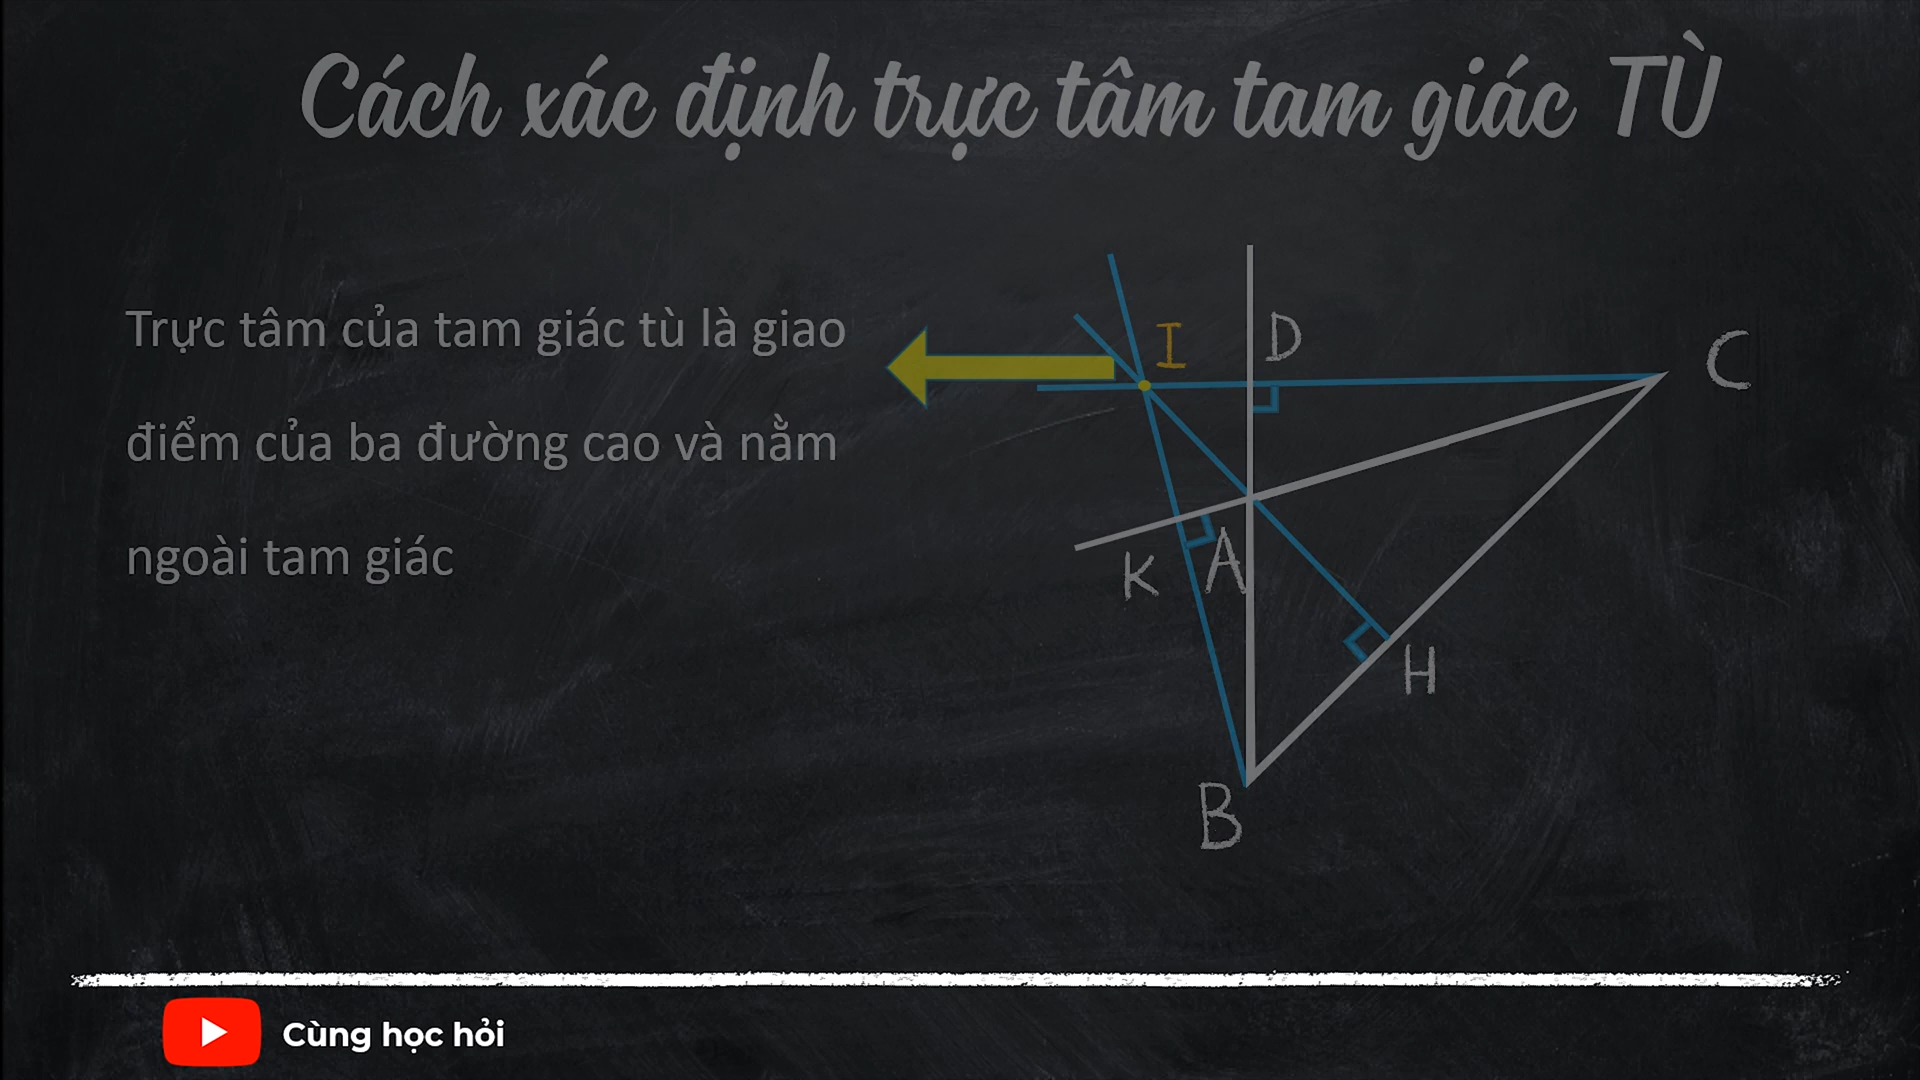 Cách xác định trực tâm tam giác TÙ
Trực tâm của tam giác tù là giao
điểm của ba đường cao và nằm
ngoài tam giác
I
D
C
K
A
H
B
Cùng học hỏi